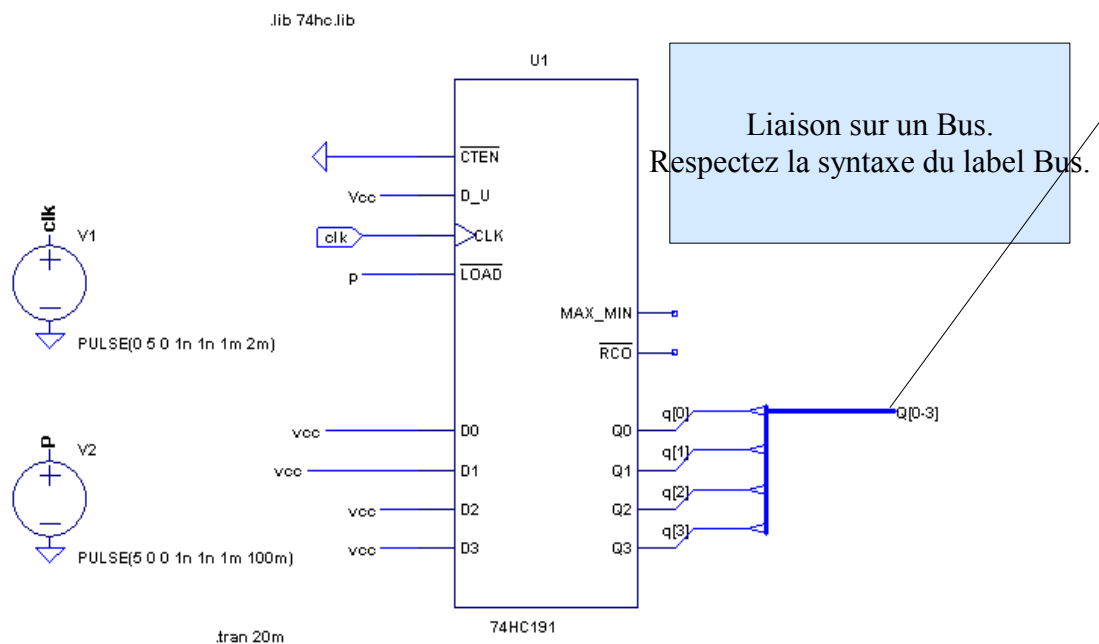 .lib 74hc.lib
U1
Liaison sur un Bus.
Respectez la syntaxe du label Bus.
CTEN
Vcc D_U
clk CLK
P LOAD
clk
V1
PULSE(0 5 0 1n 1n 1m 2m)
MAX_MIN
RCO
P
V2
PULSE(5 0 0 1n 1n 1m 100m)
vcc D0 Q0 q[0] Q[0-3]
vcc D1 Q1 q[1]
vcc D2 Q2 q[2]
vcc D3 Q3 q[3]
74HC191
.tran 20m